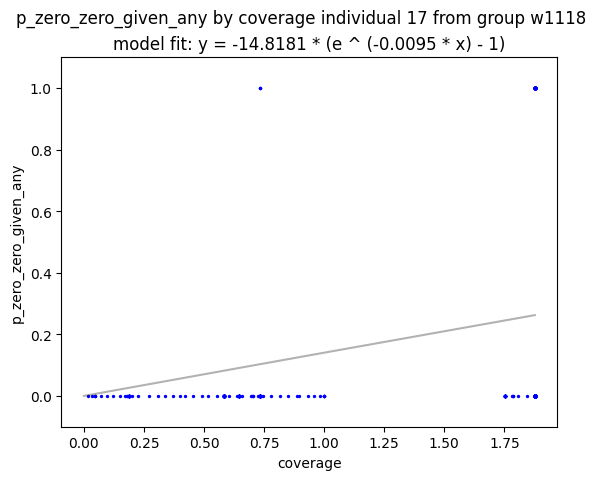 p_zero_zero_given_any by coverage individual 17 from group w1118
model fit: y = -14.8181 * (e ^ (-0.0095 * x) - 1)
1.0
0.8
0.6
0.4
0.2
0.0
p_zero_zero_given_any
0.00 0.25 0.50 0.75 1.00 1.25 1.50 1.75
coverage